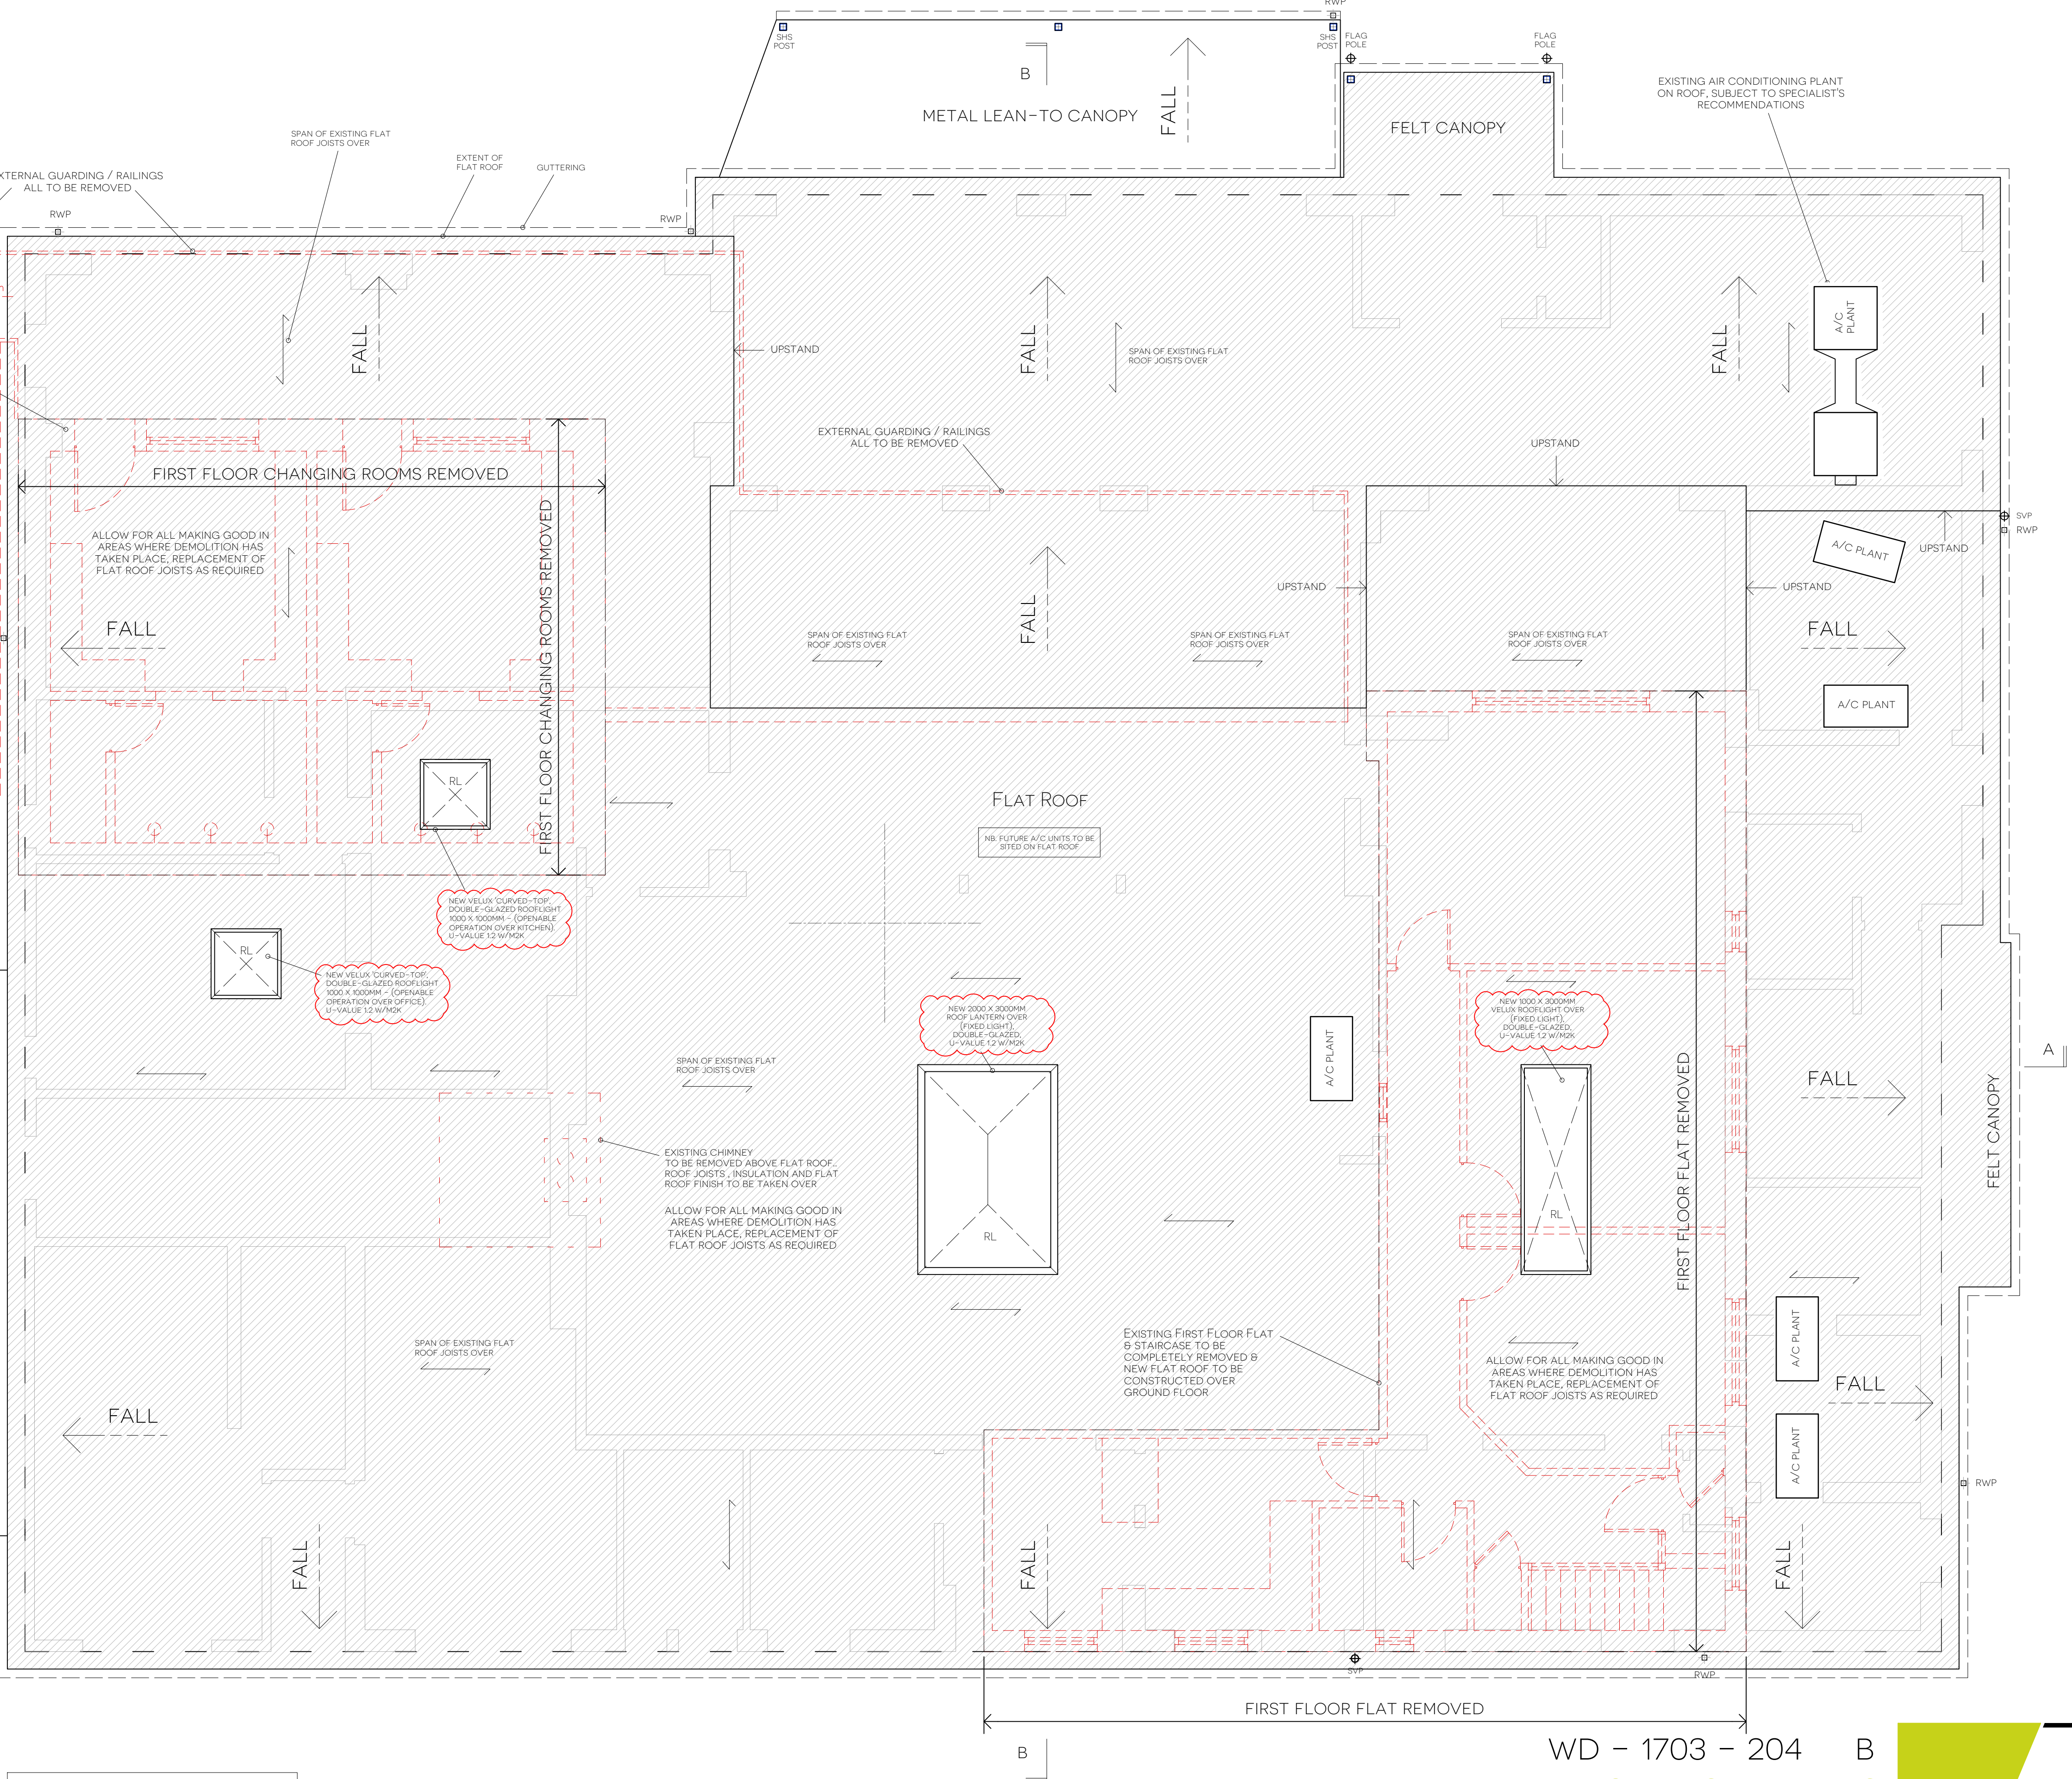 RWP
SHS
POST
SHS
POST
FLAG
POLE
FLAG
POLE
B
METAL LEAN-TO CANOPY
FALL
FELT CANOPY
EXISTING AIR CONDITIONING PLANT
ON ROOF, SUBJECT TO SPECIALIST'S
RECOMMENDATIONS
SPAN OF EXISTING FLAT
ROOF JOISTS OVER
EXTENT OF
FLAT ROOF
GUTTERING
XTERNAL GUARDING / RAILINGS
ALL TO BE REMOVED
RWP
RWP
FALL
UPSTAND
FALL
SPAN OF EXISTING FLAT
ROOF JOISTS OVER
FALL
A/C
PLANT
EXTERNAL GUARDING / RAILINGS
ALL TO BE REMOVED
UPSTAND
FIRST FLOOR CHANGING ROOMS REMOVED
FIRST FLOOR CHANGING ROOMS REMOVED
ALLOW FOR ALL MAKING GOOD IN
AREAS WHERE DEMOLITION HAS
TAKEN PLACE, REPLACEMENT OF
FLAT ROOF JOISTS AS REQUIRED
SVP
RWP
A/C PLANT
UPSTAND
UPSTAND
UPSTAND
FALL
FALL
FALL
SPAN OF EXISTING FLAT
ROOF JOISTS OVER
SPAN OF EXISTING FLAT
ROOF JOISTS OVER
SPAN OF EXISTING FLAT
ROOF JOISTS OVER
A/C PLANT
RL
FLAT ROOF
NB. FUTURE A/C UNITS TO BE
SITED ON FLAT ROOF
NEW VELUX 'CURVED-TOP',
DOUBLE-GLAZED ROOFLIGHT
1000 X 1000MM - (OPENABLE
OPERATION OVER KITCHEN).
U-VALUE 1.2 W/M2K
RL
NEW VELUX 'CURVED-TOP',
DOUBLE-GLAZED ROOFLIGHT
1000 X 1000MM - (OPENABLE
OPERATION OVER OFFICE).
U-VALUE 1.2 W/M2K
NEW 2000 X 3000MM
ROOF LANTERN OVER
(FIXED LIGHT),
DOUBLE-GLAZED,
U-VALUE 1.2 W/M2K
NEW 1000 X 3000MM
VELUX ROOFLIGHT OVER
(FIXED LIGHT),
DOUBLE-GLAZED,
U-VALUE 1.2 W/M2K
A/C PLANT
A
SPAN OF EXISTING FLAT
ROOF JOISTS OVER
FALL
FELT CANOPY
FIRST FLOOR FLAT REMOVED
EXISTING CHIMNEY
TO BE REMOVED ABOVE FLAT ROOF..
ROOF JOISTS , INSULATION AND FLAT
ROOF FINISH TO BE TAKEN OVER
ALLOW FOR ALL MAKING GOOD IN
AREAS WHERE DEMOLITION HAS
TAKEN PLACE, REPLACEMENT OF
FLAT ROOF JOISTS AS REQUIRED
RL
RL
SPAN OF EXISTING FLAT
ROOF JOISTS OVER
EXISTING FIRST FLOOR FLAT
& STAIRCASE TO BE
COMPLETELY REMOVED &
NEW FLAT ROOF TO BE
CONSTRUCTED OVER
GROUND FLOOR
ALLOW FOR ALL MAKING GOOD IN
AREAS WHERE DEMOLITION HAS
TAKEN PLACE, REPLACEMENT OF
FLAT ROOF JOISTS AS REQUIRED
A/C PLANT
FALL
FALL
A/C PLANT
RWP
FALL
FALL
FALL
SVP
RWP
FIRST FLOOR FLAT REMOVED
B
WD - 1703 - 204 B